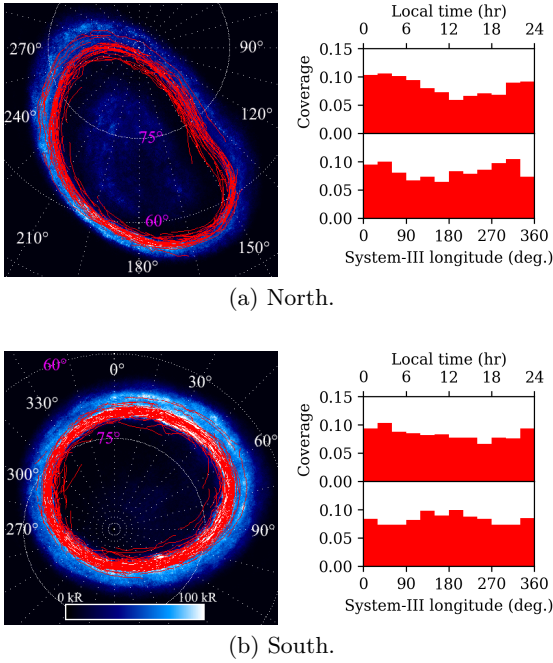 270°
90°
120°
240°
75°
60°
210°
150°
180°
Local time (hr)
0 6 12 18 24
Coverage
0.15
0.10
0.05
0.00
0.10
0.05
0.00
0 90 180 270 360
System-III longitude (deg.)
(a) North.
60°
0°
30°
330°
75°
60°
300°
270°
90°
0 kR 100 kR
Local time (hr)
0 6 12 18 24
Coverage
0.15
0.10
0.05
0.00
0.10
0.05
0.00
0 90 180 270 360
System-III longitude (deg.)
(b) South.